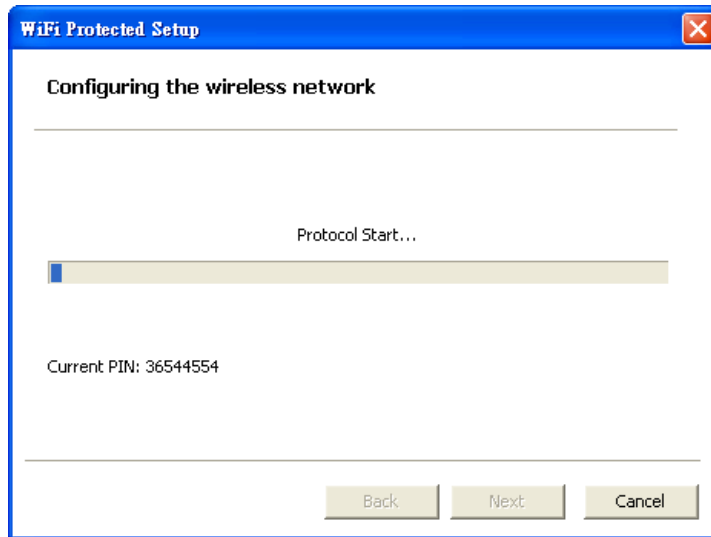 WiFi Protected Setup
Configuring the wireless network
Protocol Start...
Current PIN: 36544554
Back
Next
Cancel